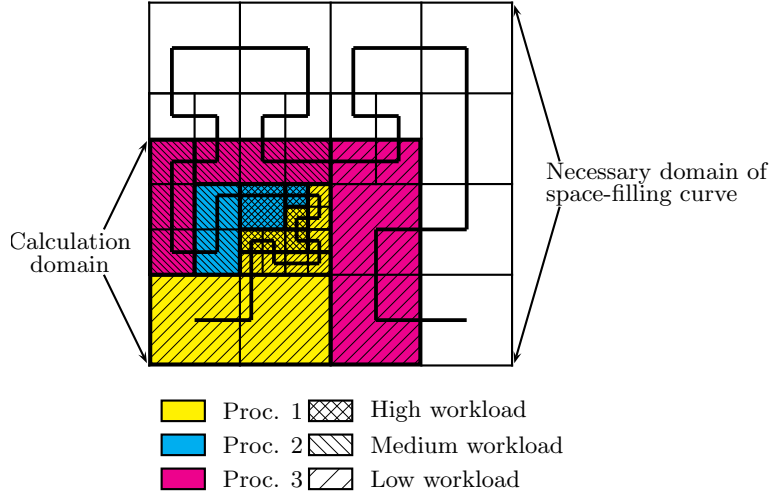 Necessary domain of
space-filling curve
Calculation
domain
Proc. 1 High workload
Proc. 2 Medium workload
Proc. 3 Low workload